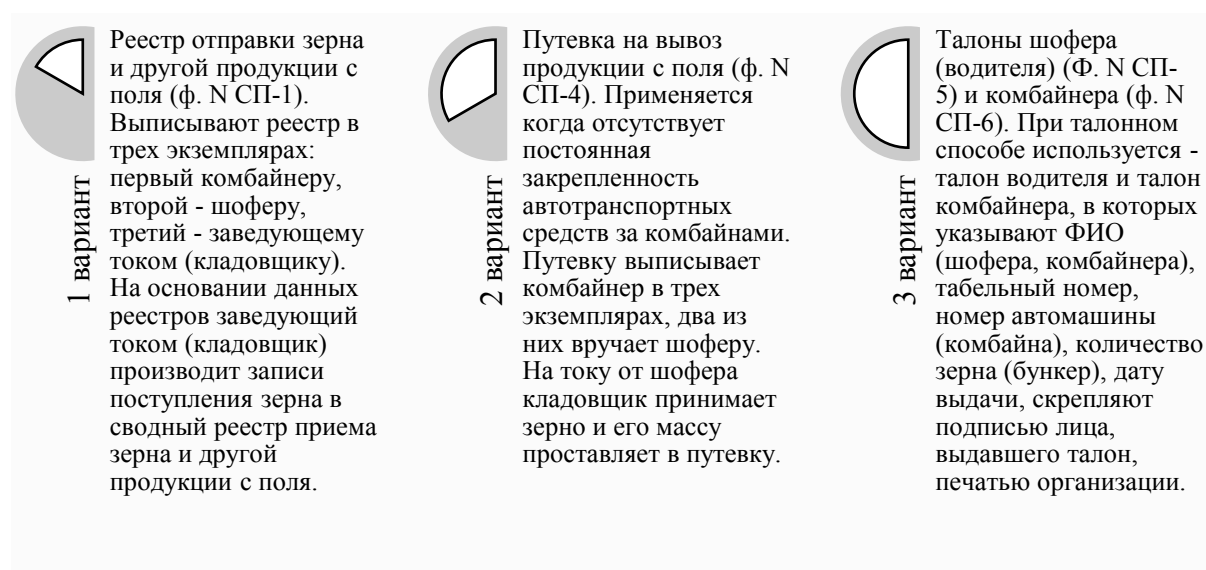 1 вариант
Реестр отправки зерна
и другой продукции с
поля (ф. N СП-1).
Выписывают реестр в
трех экземплярах:
первый комбайнеру,
второй - шоферу,
третий - заведующему
током (кладовщику).
На основании данных
реестров заведующий
током (кладовщик)
производит записи
поступления зерна в
сводный реестр приема
зерна и другой
продукции с поля.
2 вариант
Путевка на вывоз
продукции с поля (ф. N
СП-4). Применяется
когда отсутствует
постоянная
закрепленность
автотранспортных
средств за комбайнами.
Путевку выписывает
комбайнер в трех
экземплярах, два из
них вручает шоферу.
На току от шофера
кладовщик принимает
зерно и его массу
проставляет в путевку.
3 вариант
Талоны шофера
(водителя) (Ф. N СП-
5) и комбайнера (ф. N
СП-6). При талонном
способе используется -
талон водителя и талон
комбайнера, в которых
указывают ФИО
(шофера, комбайнера),
табельный номер,
номер автомашины
(комбайна), количество
зерна (бункер), дату
выдачи, скрепляют
подписью лица,
выдавшего талон,
печатью организации.